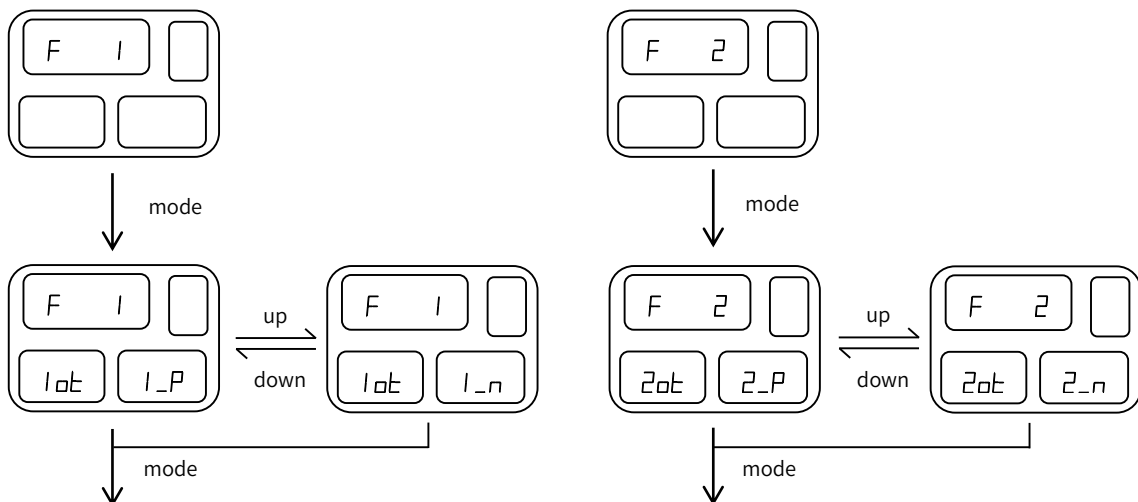 F 1
F 2
mode
mode
F 1
F 1
F 2
F 2
up
up
1ot 1_P
down
1ot 1_n
2ot 2_P
down
2ot 2_n
mode
mode